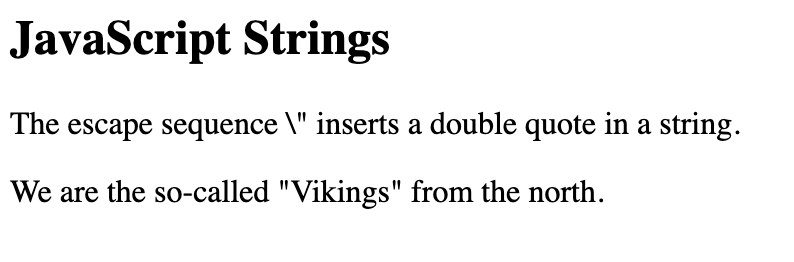 JavaScript Strings
The escape sequence \" inserts a double quote in a string.
We are the so-called "Vikings" from the north.